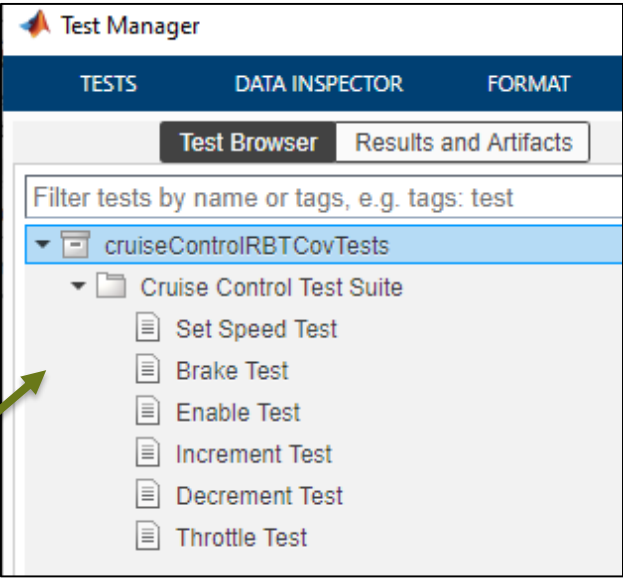 Test Manager
TESTS DATA INSPECTOR FORMAT
Test Browser Results and Artifacts
Filter tests by name or tags, e.g. tags: test
cruiseControlRBTCovTests
Cruise Control Test Suite
Set Speed Test
Brake Test
Enable Test
Increment Test
Decrement Test
Throttle Test